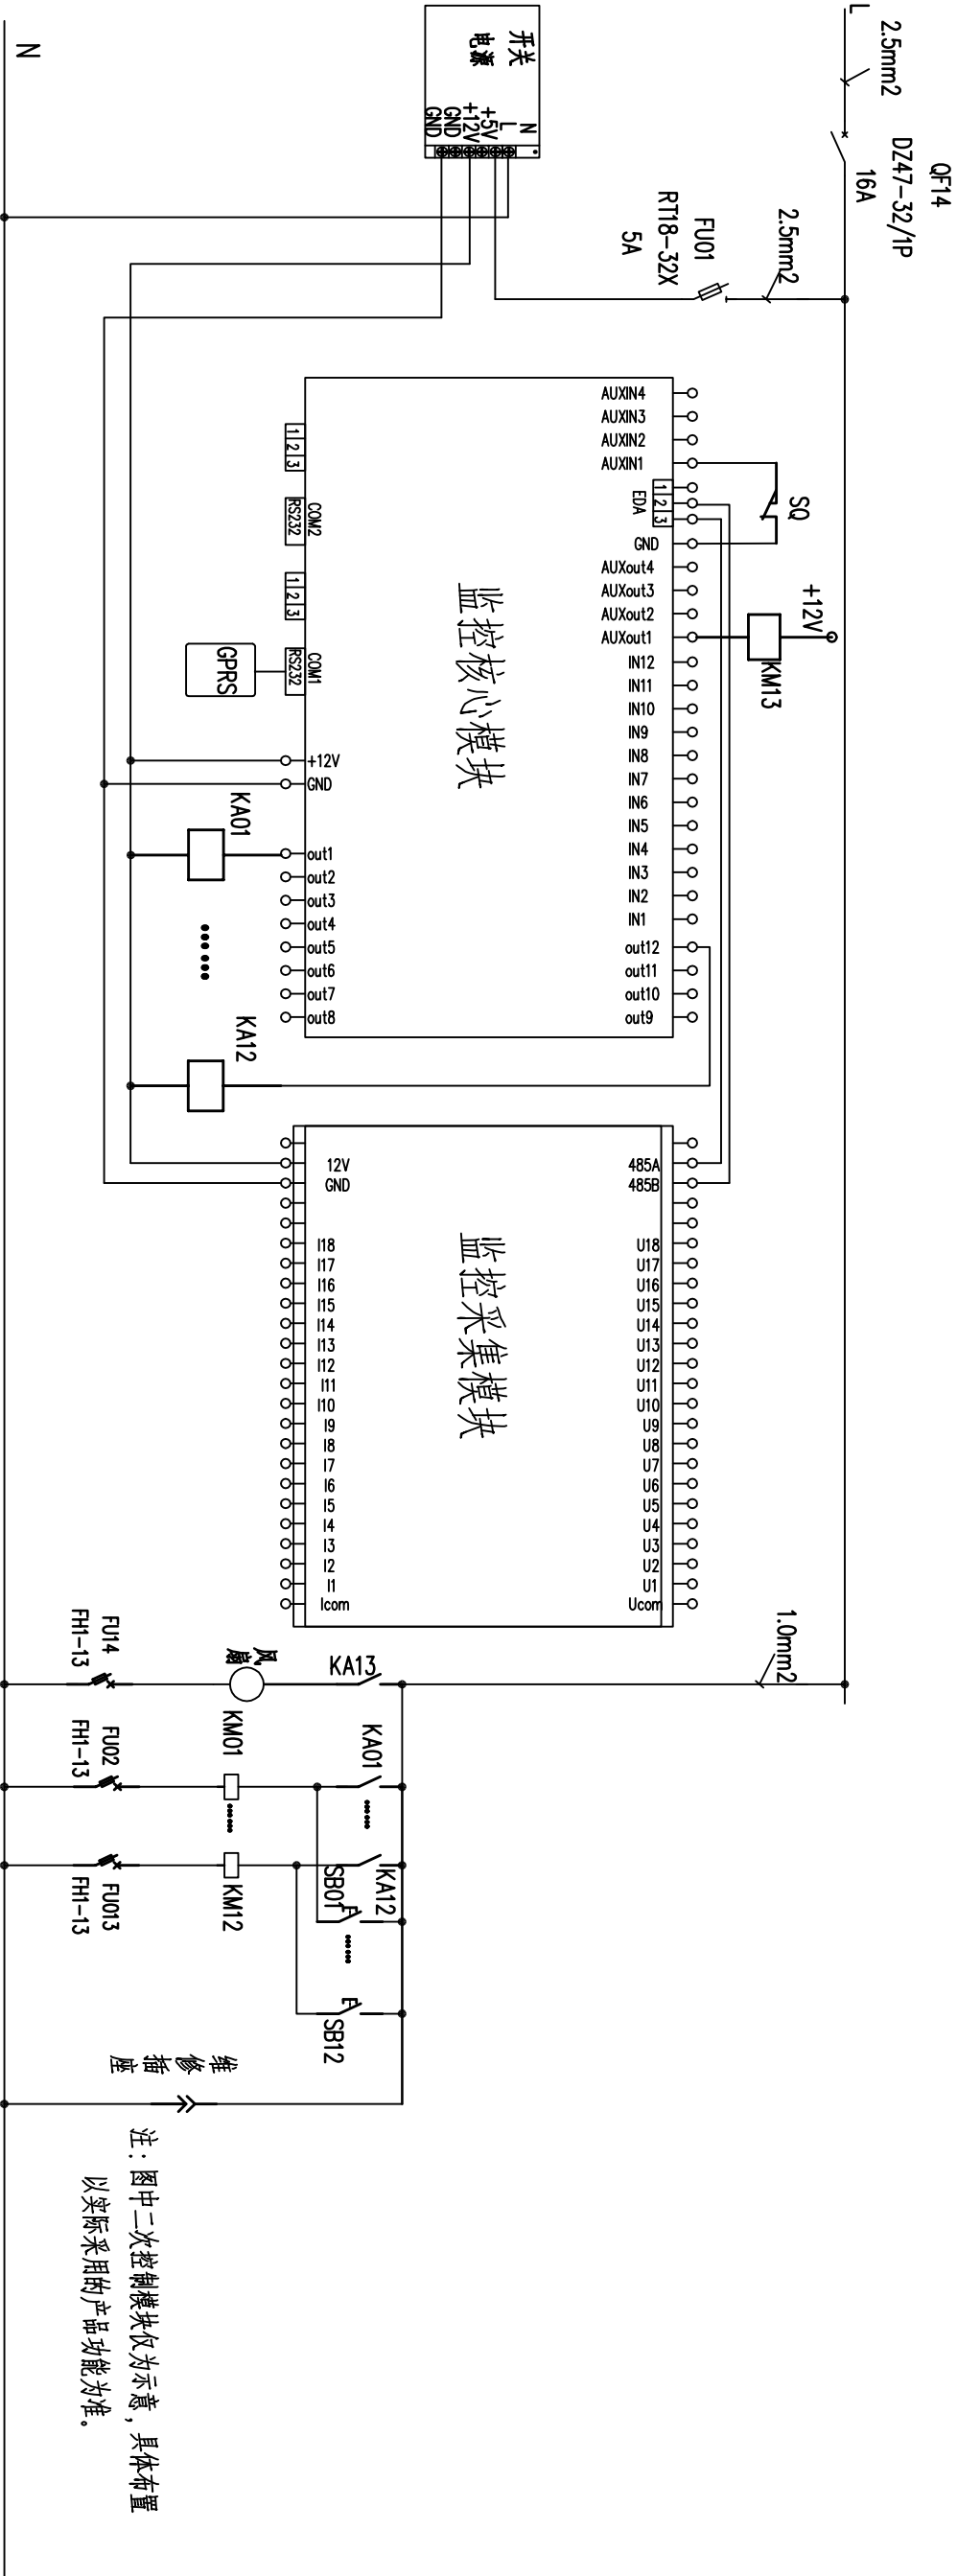 L
2.5mm2
QF14
DZ47-32/1P
16A
2.5mm2
FU01
RT18-32X
5A
开关
电源
N
L
+5V
+12V
GND
GND
N
AUXIN4
AUXIN3
AUXIN2
AUXIN1
1 2 3
EDA
GND
AUXout4
AUXout3
AUXout2
AUXout1
IN12
IN11
IN10
IN9
IN8
IN7
IN6
IN5
IN4
IN3
IN2
IN1
out12
out11
out10
out9
SQ
+12V
KM13
监控核心模块
1 2 3
COM2
RS232
1 2 3
COM1
RS232
GPRS
+12V
GND
out1
out2
out3
out4
out5
out6
out7
out8
KA01
KA12
485A
485B
U18
U17
U16
U15
U14
U13
U12
U11
U10
U9
U8
U7
U6
U5
U4
U3
U2
U1
Ucom
监控采集模块
12V
GND
I18
I17
I16
I15
I14
I13
I12
I11
I10
I9
I8
I7
I6
I5
I4
I3
I2
I1
Icom
1.0mm2
KA13
风
扇
FU14
FH1-13
KA01
KM01
FU02
FH1-13
KA12
KM12
FU013
FH1-13
SB01
SB12
维修插座
注：图中二次控制模块仅为示意，具体布置
以实际采用的产品功能为准。